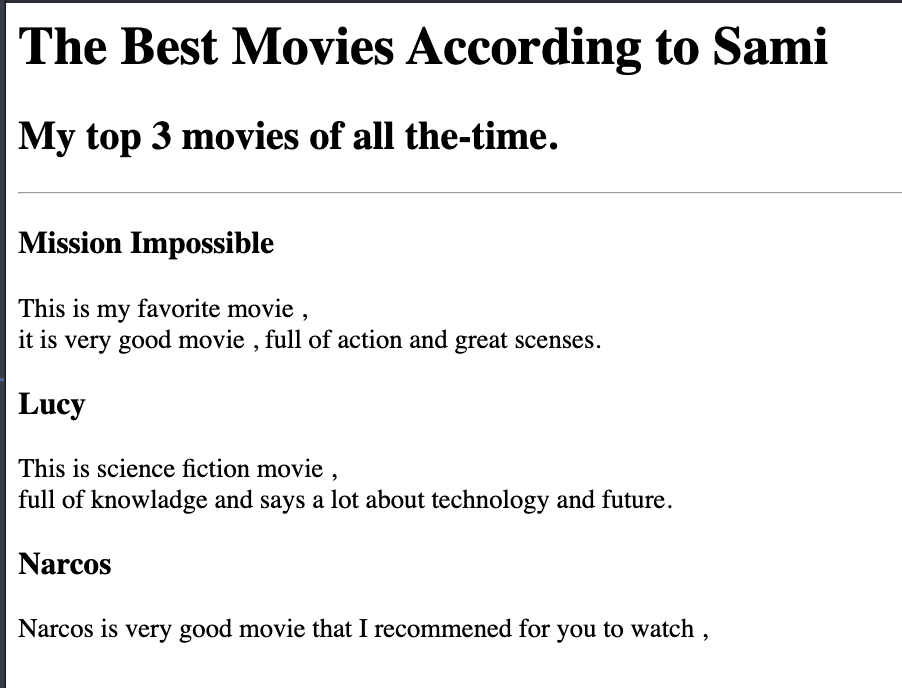 The Best Movies According to Sami
My top 3 movies of all the-time.
Mission Impossible
This is my favorite movie ,
it is very good movie , full of action and great scenses.
Lucy
This is science fiction movie ,
full of knowladge and says a lot about technology and future.
Narcos
Narcos is very good movie that I recommened for you to watch ,